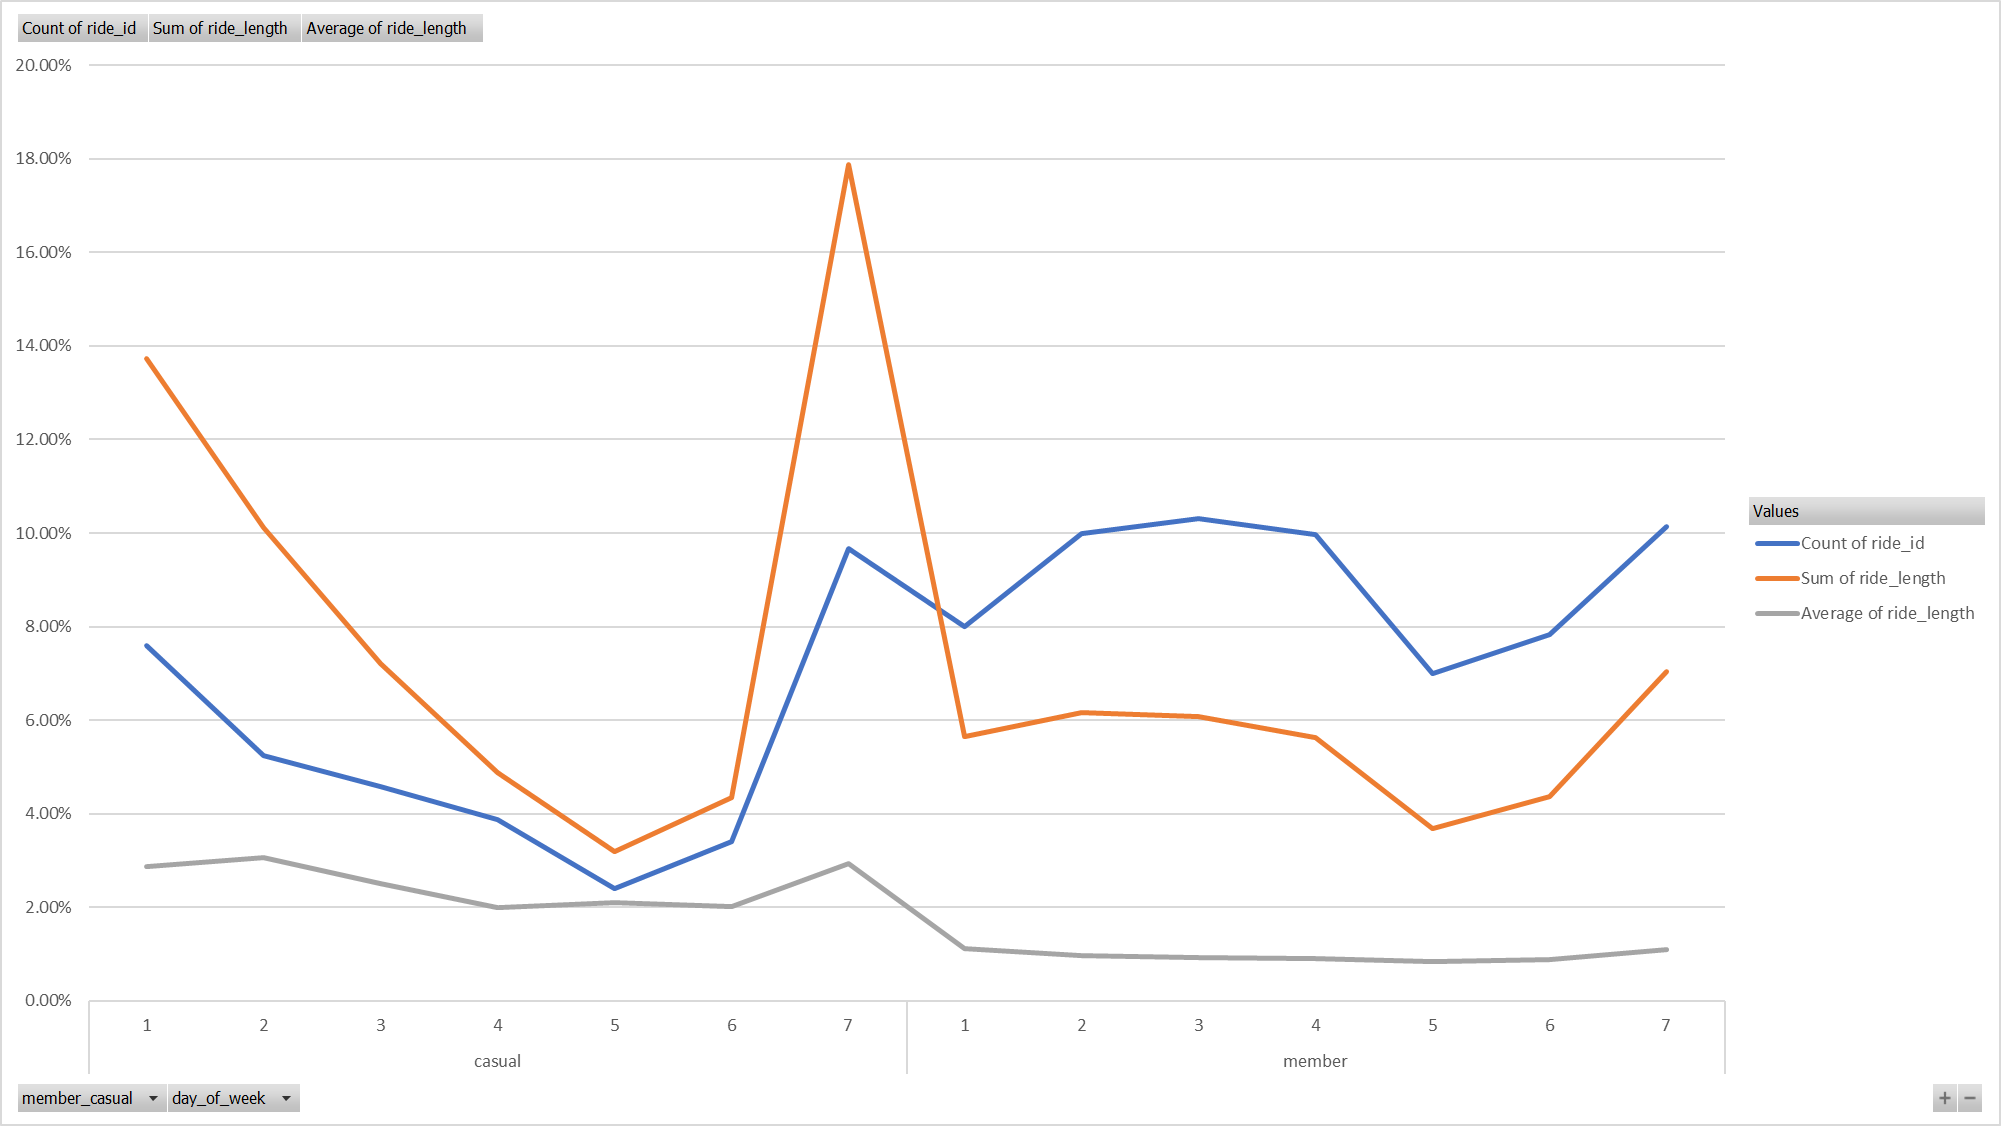 Count of ride_id Sum of ride_length Average of ride_length
20.00%
18.00%
16.00%
14.00%
12.00%
10.00%
8.00%
6.00%
4.00%
2.00%
0.00%
Values
Count of ride_id
Sum of ride_length
Average of ride_length
1 2 3 4 5 6 7 1 2 3 4 5 6 7
casual member
member_casual day_of_week + −